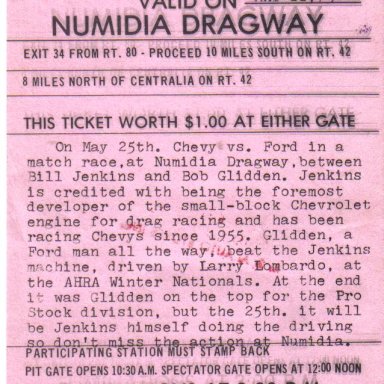 VALID ON
NUMIDIA DRAGWAY
EXIT 34 FROM RT. 80 - PROCEED 10 MILES SOUTH ON RT. 42
8 MILES NORTH OF CENTRALIA ON RT. 42
THIS TICKET WORTH $1.00 AT EITHER GATE
On May 25th. Chevy vs. Ford in a
match race,at Numidia Dragway,between
Bill Jenkins and Bob Glidden. Jenkins
is credited with being the foremost
developer of the small-block Chevrolet
engine for drag racing and has been
racing Chevys since 1955. Glidden, a
Ford man all the way, beat the Jenkins
machine, driven by Larry Lombardo, at
the AHRA Winter Nationals. At the end
it was Glidden on the top for the Pro
Stock division, but the 25th. it will
be Jenkins himself doing the driving
so don't miss the action at Numidia.
PARTICIPATING STATION MUST STAMP BACK
PIT GATE OPENS 10:30 A.M. SPECTATOR GATE OPENS AT 12:00 NOON